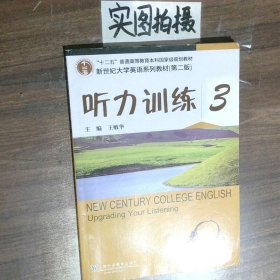 实图拍摄
"十二五"普通高等教育本科国家级规划教材
新世纪大学英语系列教材(第二版)
听力训练 3
主 编 王敏华
NEW CENTURY COLLEGE ENGLISH
Upgrading Your Listening